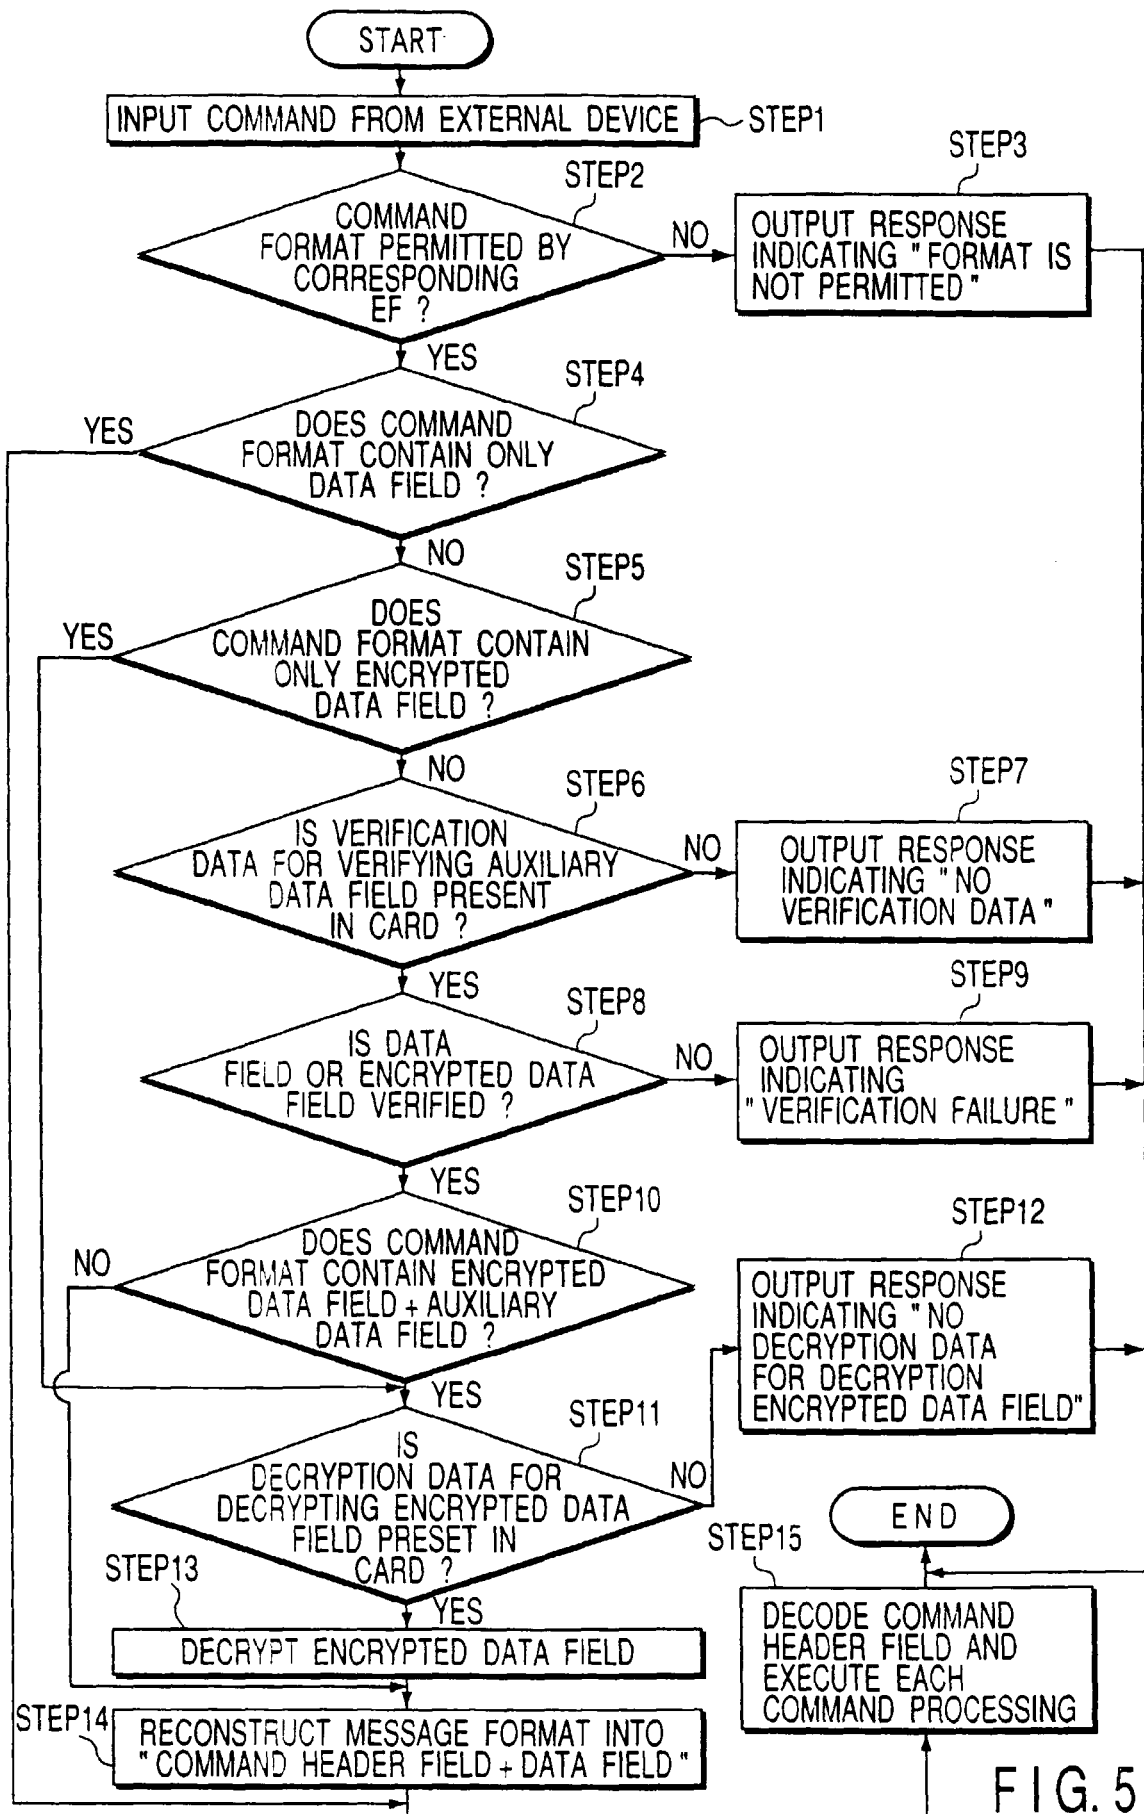 START
INPUT COMMAND FROM EXTERNAL DEVICE
STEP1
STEP2
COMMAND
FORMAT PERMITTED BY
CORRESPONDING
EF ?
NO
STEP3
OUTPUT RESPONSE
INDICATING "FORMAT IS
NOT PERMITTED"
YES
STEP4
YES
DOES COMMAND
FORMAT CONTAIN ONLY
DATA FIELD ?
NO
STEP5
YES
DOES
COMMAND FORMAT CONTAIN
ONLY ENCRYPTED
DATA FIELD ?
NO
STEP6
IS VERIFICATION
DATA FOR VERIFYING AUXILIARY
DATA FIELD PRESENT
IN CARD ?
NO
STEP7
OUTPUT RESPONSE
INDICATING "NO
VERIFICATION DATA"
YES
STEP8
IS DATA
FIELD OR ENCRYPTED DATA
FIELD VERIFIED ?
NO
STEP9
OUTPUT RESPONSE
INDICATING
"VERIFICATION FAILURE"
YES
STEP10
NO
DOES COMMAND
FORMAT CONTAIN ENCRYPTED
DATA FIELD + AUXILIARY
DATA FIELD ?
STEP12
OUTPUT RESPONSE
INDICATING "NO
DECRYPTION DATA
FOR DECRYPTION
ENCRYPTED DATA FIELD"
YES
STEP11
IS
DECRYPTION DATA FOR
DECRYPTING ENCRYPTED DATA
FIELD PRESET IN
CARD ?
NO
YES
STEP13
DECRYPT ENCRYPTED DATA FIELD
STEP14
RECONSTRUCT MESSAGE FORMAT INTO
"COMMAND HEADER FIELD + DATA FIELD"
END
STEP15
DECODE COMMAND
HEADER FIELD AND
EXECUTE EACH
COMMAND PROCESSING
FIG. 5